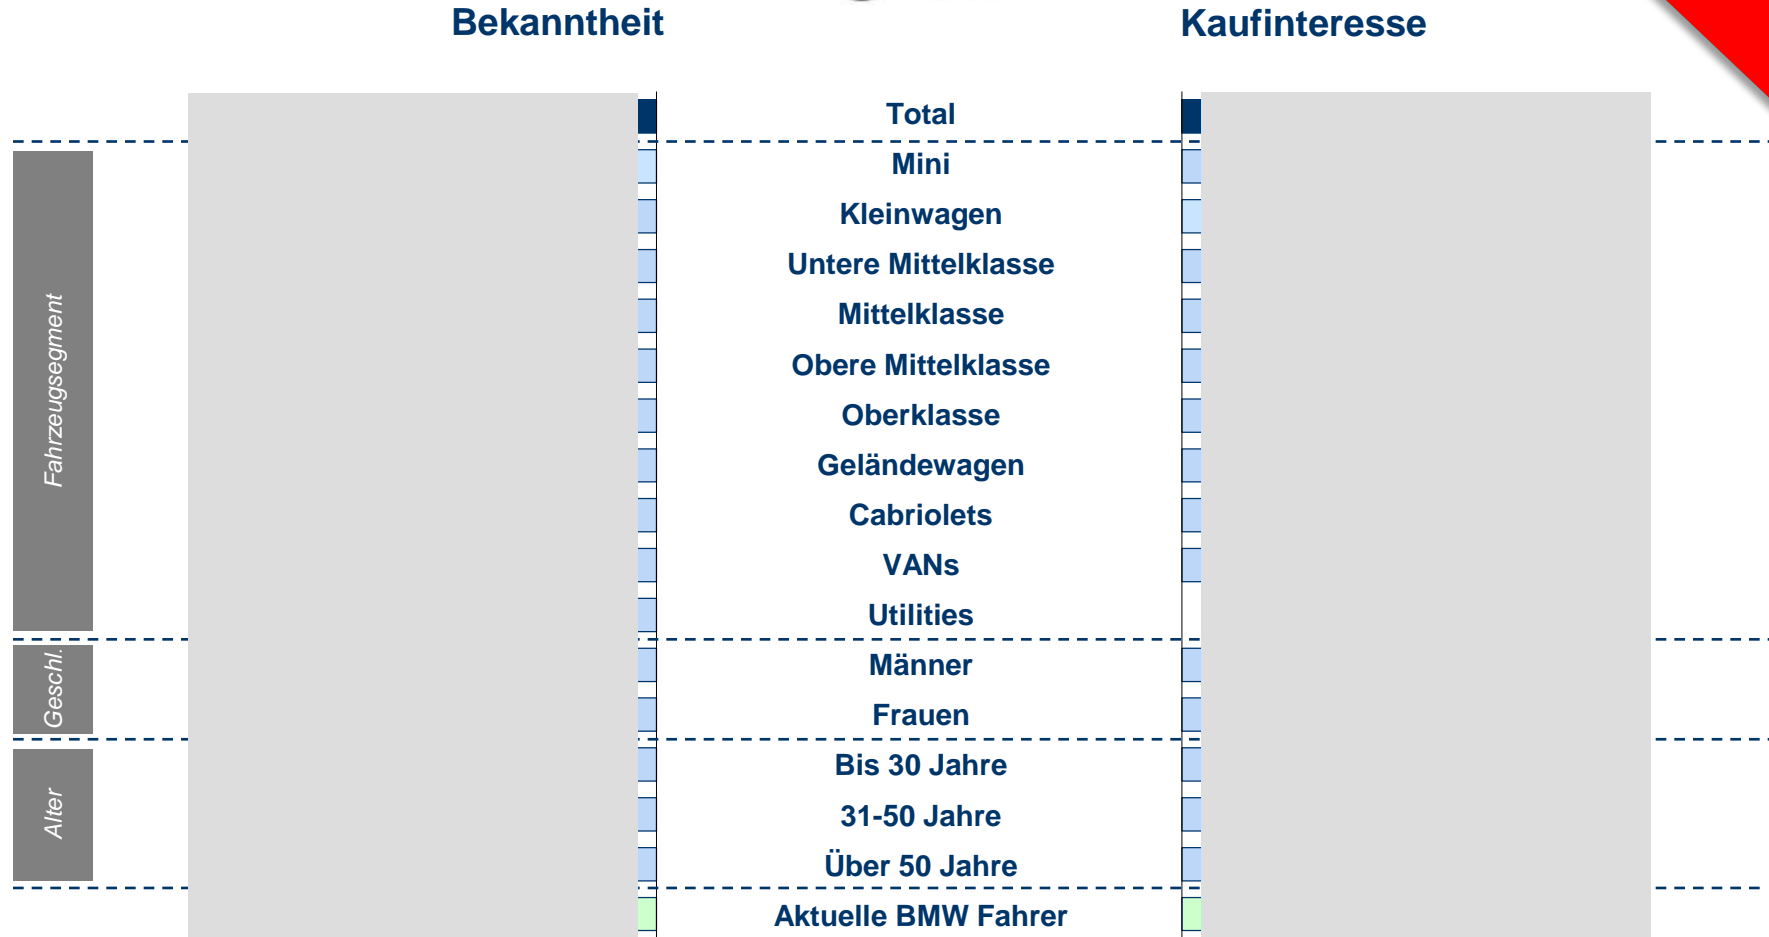 Bekanntheit
Kaufinteresse
Total
Fahrzeugsegment
Mini
Kleinwagen
Untere Mittelklasse
Mittelklasse
Obere Mittelklasse
Oberklasse
Geländewagen
Cabriolets
VANs
Utilities
Geschl.
Männer
Frauen
Alter
Bis 30 Jahre
31-50 Jahre
Über 50 Jahre
Aktuelle BMW Fahrer